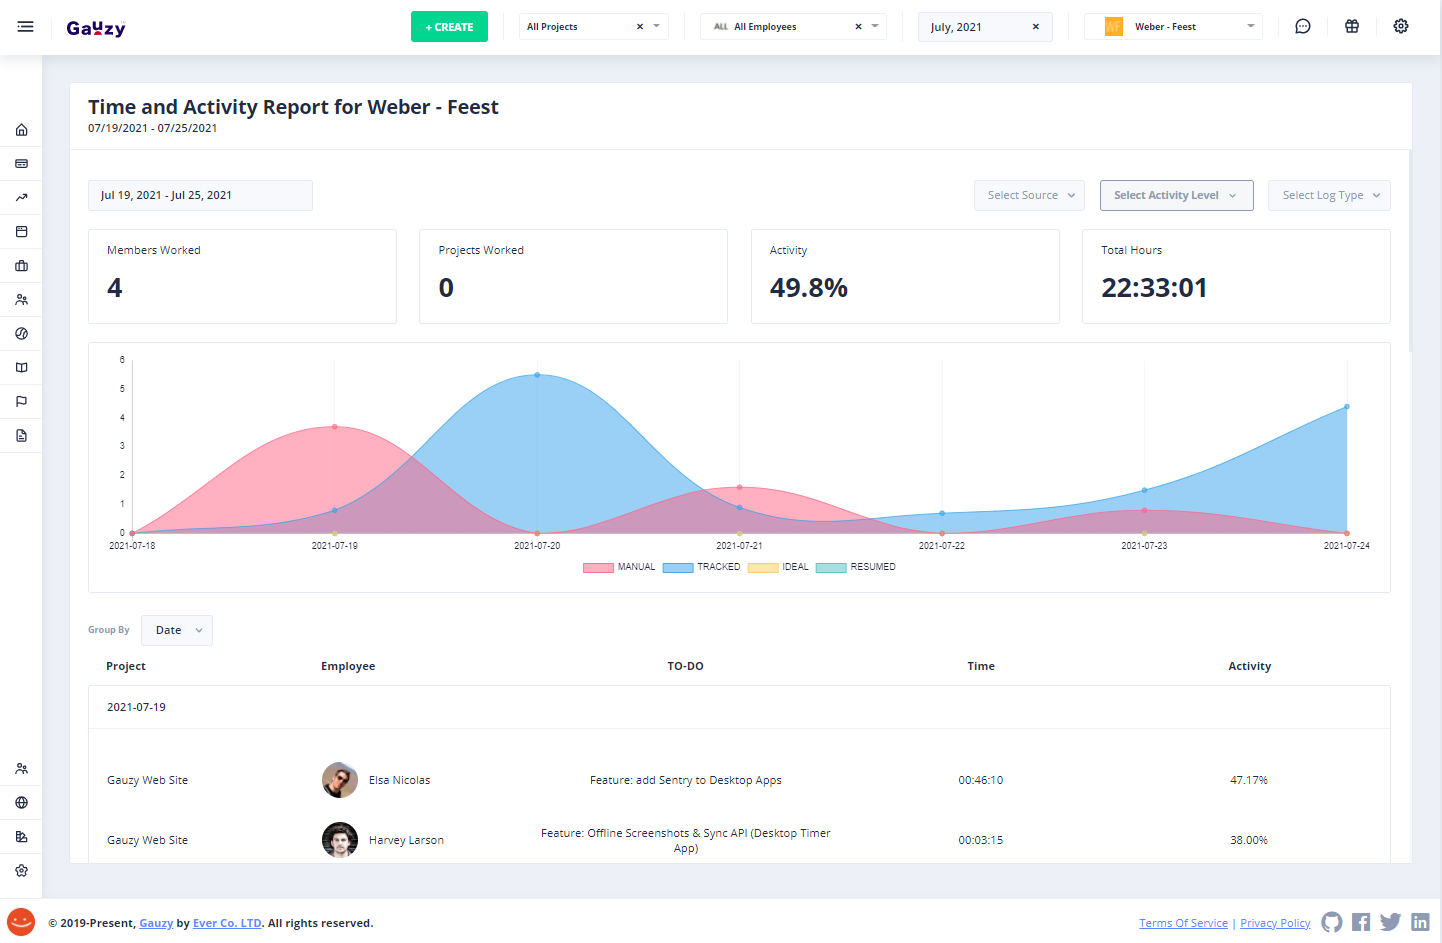 Gauzy
+ CREATE
All Projects
ALL All Employees
July, 2021
WF Weber - Feest
Time and Activity Report for Weber - Feest
07/19/2021 - 07/25/2021
Jul 19, 2021 - Jul 25, 2021
Select Source
Select Activity Level
Select Log Type
Members Worked
4
Projects Worked
0
Activity
49.8%
Total Hours
22:33:01
6
5
4
3
2
1
0
2021-07-18 2021-07-19 2021-07-20 2021-07-21 2021-07-22 2021-07-23 2021-07-24
MANUAL TRACKED IDEAL RESUMED
Group By Date
Project Employee TO-DO Time Activity
2021-07-19
Gauzy Web Site Elsa Nicolas Feature: add Sentry to Desktop Apps 00:46:10 47.17%
Gauzy Web Site Harvey Larson Feature: Offline Screenshots & Sync API (Desktop Timer
App) 00:03:15 38.00%
© 2019-Present, Gauzy by Ever Co. LTD. All rights reserved.
Terms Of Service | Privacy Policy